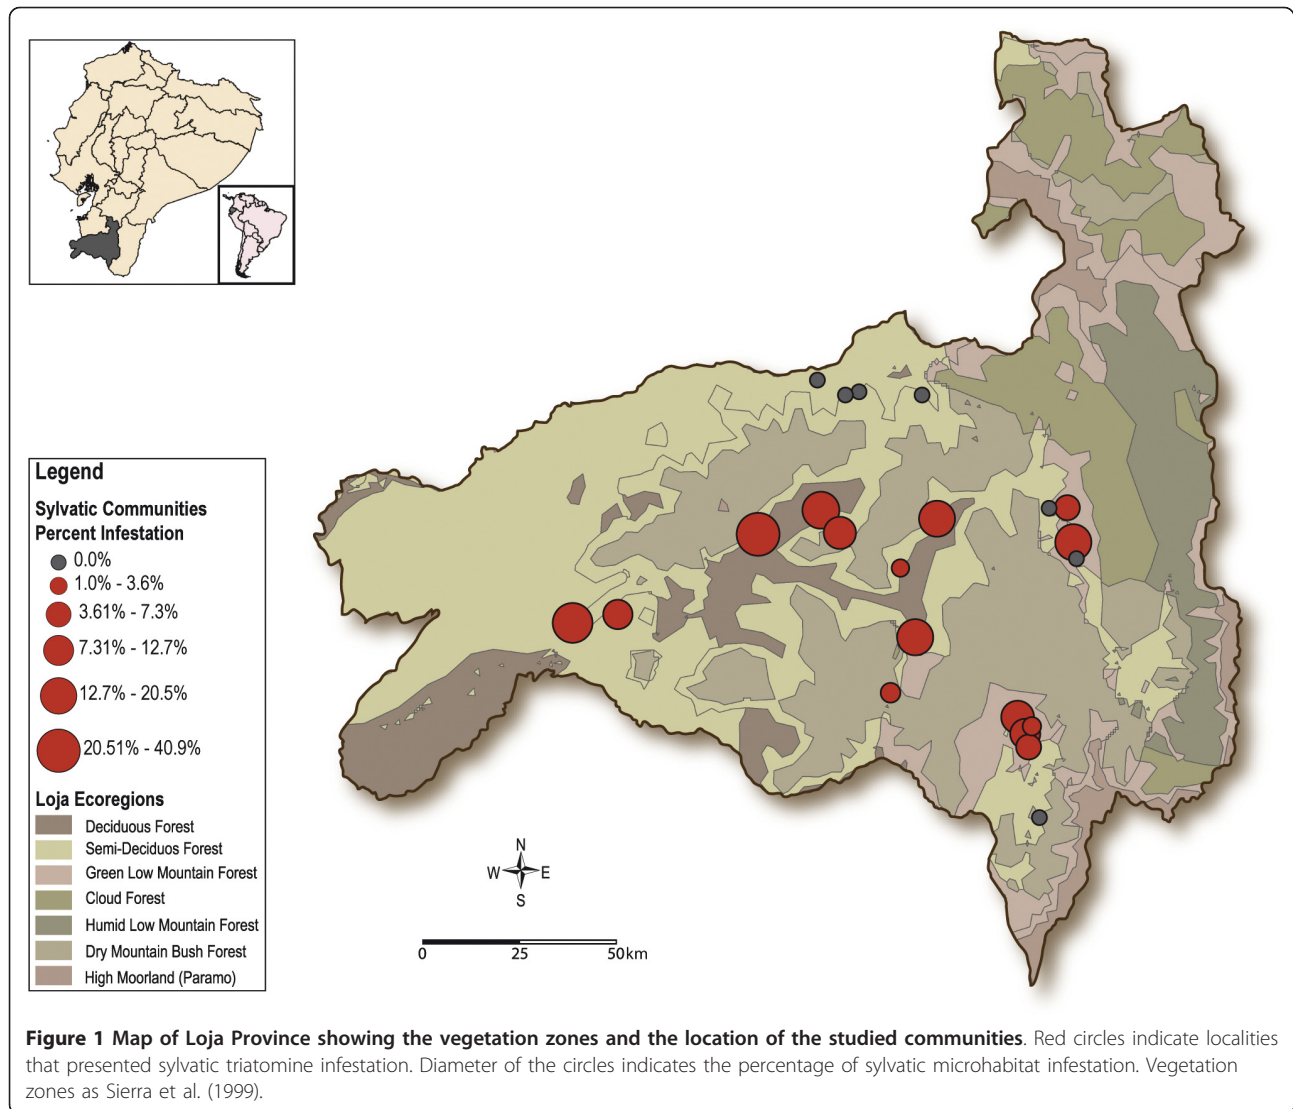 Legend
Sylvatic Communities
Percent Infestation
0.0%
1.0% - 3.6%
3.61% - 7.3%
7.31% - 12.7%
12.7% - 20.5%
20.51% - 40.9%
Loja Ecoregions
Deciduous Forest
Semi-Deciduos Forest
Green Low Mountain Forest
Cloud Forest
Humid Low Mountain Forest
Dry Mountain Bush Forest
High Moorland (Paramo)
N
W E
S
0 25 50km
Figure 1 Map of Loja Province showing the vegetation zones and the location of the studied communities. Red circles indicate localities
that presented sylvatic triatomine infestation. Diameter of the circles indicates the percentage of sylvatic microhabitat infestation. Vegetation
zones as Sierra et al. (1999).